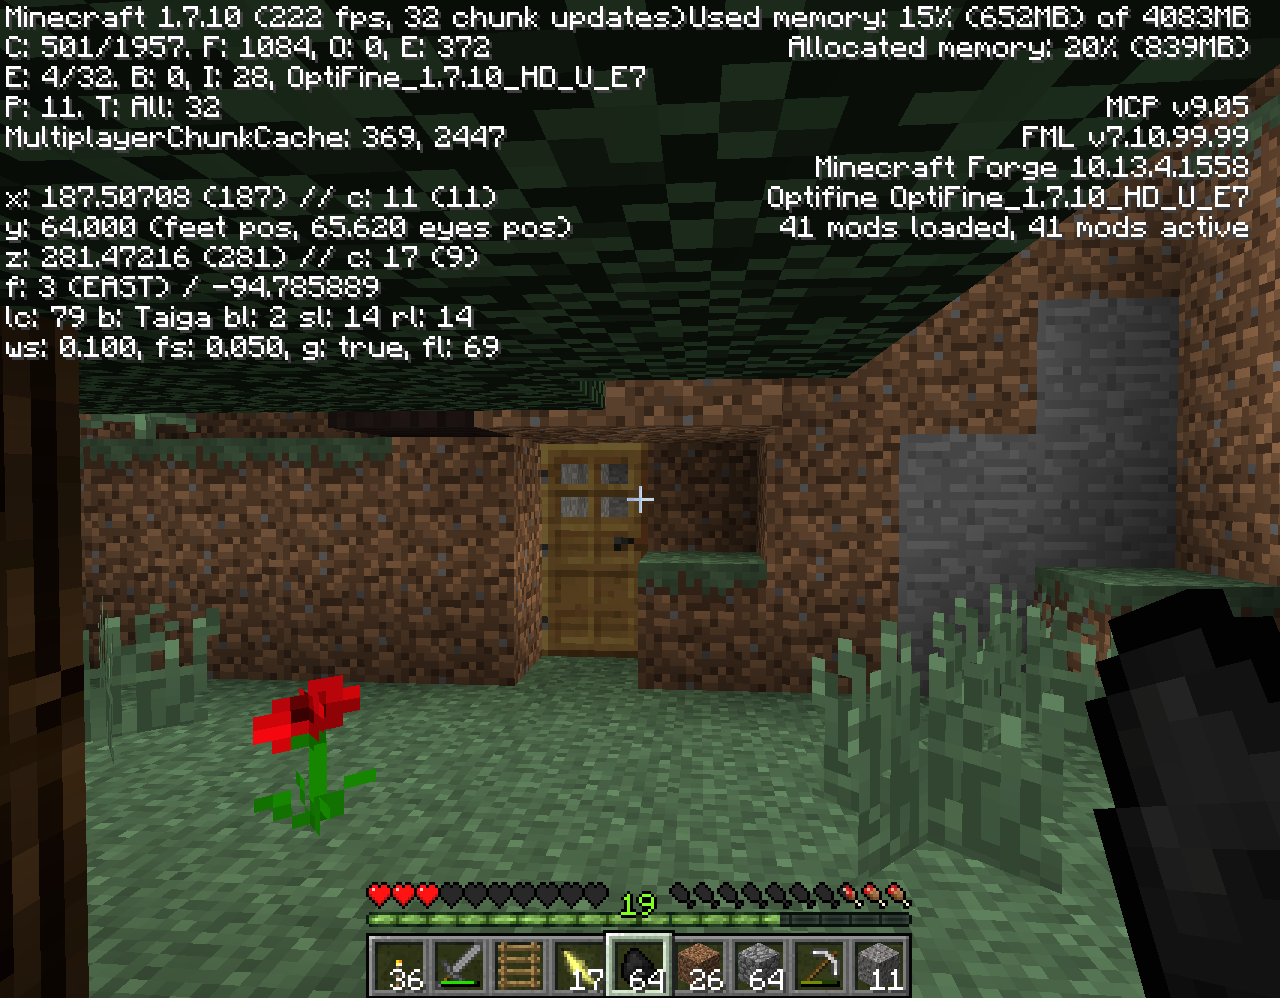 Minecraft 1.7.10 (222 fps, 32 chunk updates)
C: 501/1957. F: 1084, O: 0, E: 372
E: 4/32. B: 0, I: 28, OptiFine_1.7.10_HD_U_E7
P: 11. T: All: 32
MultiplayerChunkCache: 369, 2447
x: 187.50708 (187) // c: 11 (11)
y: 64.000 (feet pos, 65.620 eyes pos)
z: 281.47216 (281) // c: 17 (9)
f: 3 (EAST) / -94.785889
lc: 79 b: Taiga bl: 2 sl: 14 rl: 14
ws: 0.100, fs: 0.050, g: true, fl: 69
Used memory: 15% (652MB) of 4083MB
Allocated memory: 20% (839MB)
MCP v9.05
FML v7.10.99.99
Minecraft Forge 10.13.4.1558
Optifine OptiFine_1.7.10_HD_U_E7
41 mods loaded, 41 mods active
19
36 17 64 26 64 11